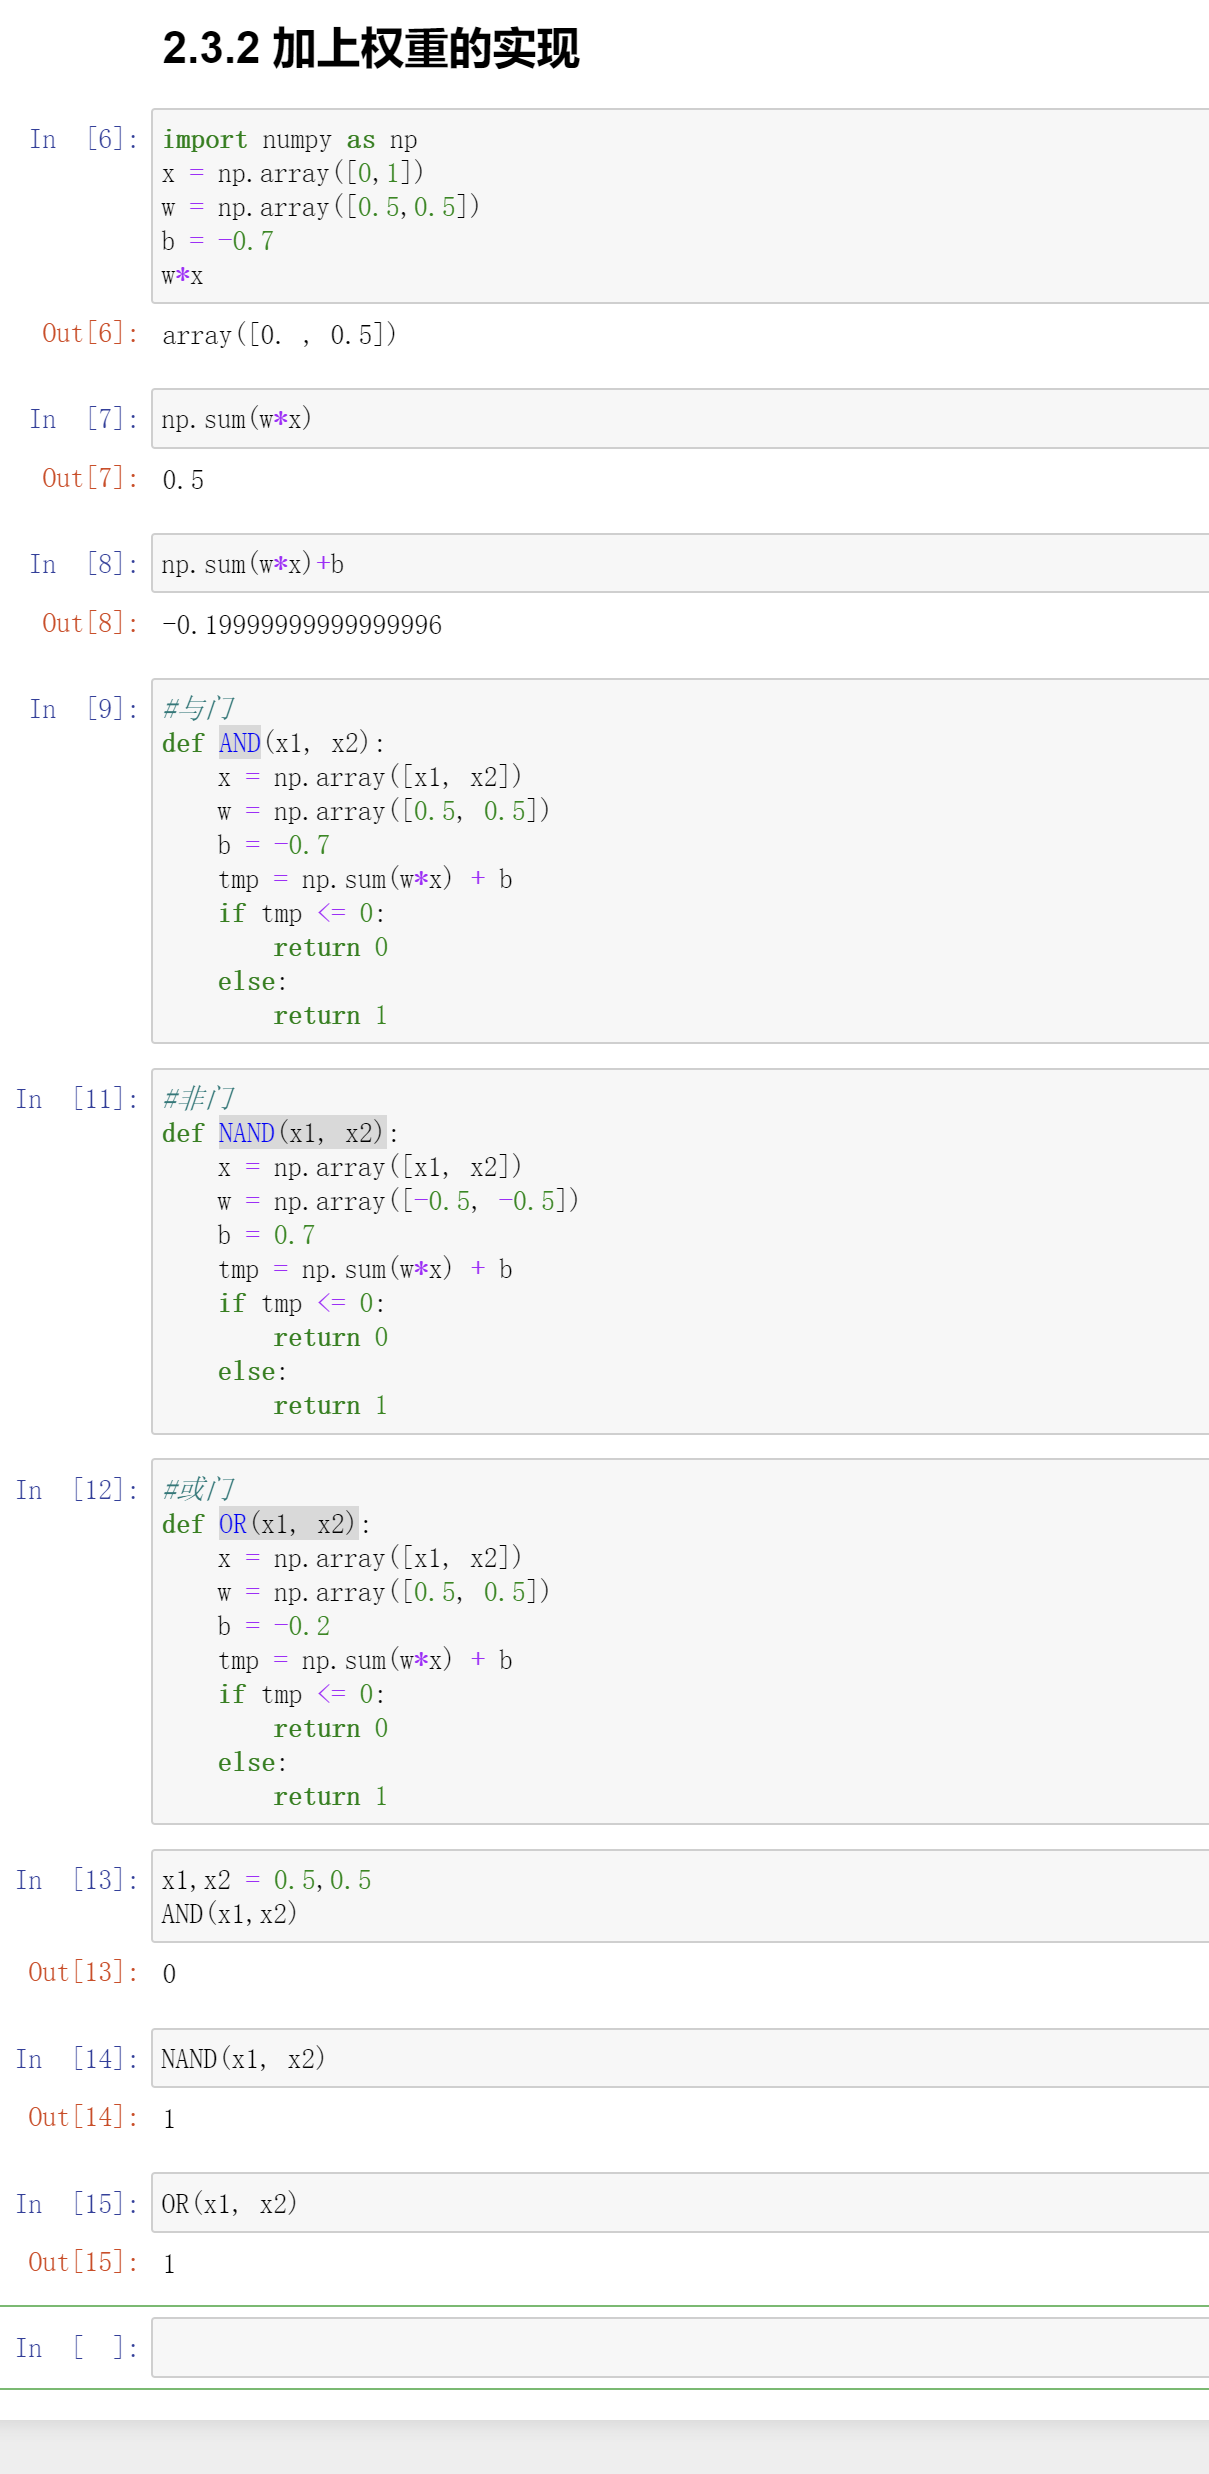 2.3.2 加上权重的实现
In [6]: import numpy as np
x = np.array([0,1])
w = np.array([0.5,0.5])
b = -0.7
w*x
Out[6]: array([0. , 0.5])
In [7]: np.sum(w*x)
Out[7]: 0.5
In [8]: np.sum(w*x)+b
Out[8]: -0.19999999999999996
In [9]: #与门
def AND(x1, x2):
    x = np.array([x1, x2])
    w = np.array([0.5, 0.5])
    b = -0.7
    tmp = np.sum(w*x) + b
    if tmp <= 0:
        return 0
    else:
        return 1
In [11]: #非门
def NAND(x1, x2):
    x = np.array([x1, x2])
    w = np.array([-0.5, -0.5])
    b = 0.7
    tmp = np.sum(w*x) + b
    if tmp <= 0:
        return 0
    else:
        return 1
In [12]: #或门
def OR(x1, x2):
    x = np.array([x1, x2])
    w = np.array([0.5, 0.5])
    b = -0.2
    tmp = np.sum(w*x) + b
    if tmp <= 0:
        return 0
    else:
        return 1
In [13]: x1,x2 = 0.5,0.5
AND(x1,x2)
Out[13]: 0
In [14]: NAND(x1, x2)
Out[14]: 1
In [15]: OR(x1, x2)
Out[15]: 1
In [ ]: